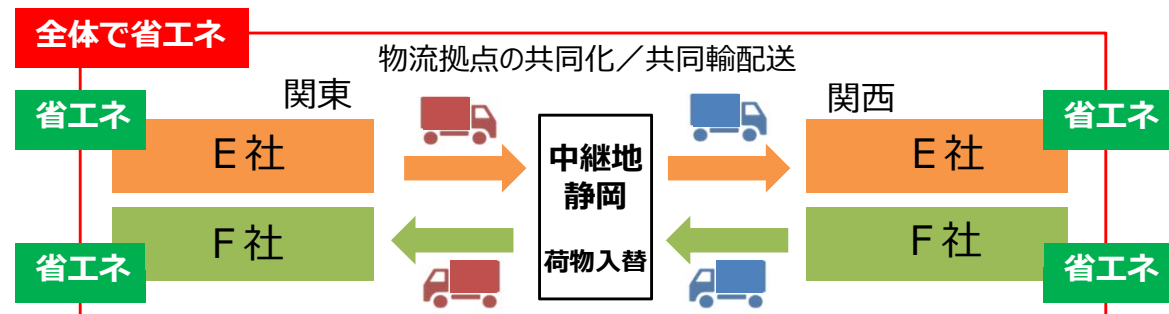 全体で省エネ
物流拠点の共同化／共同輸配送
関東
関西
省エネ
省エネ
Ｅ社
中継地
静岡
荷物入替
Ｅ社
Ｆ社
Ｆ社
省エネ
省エネ